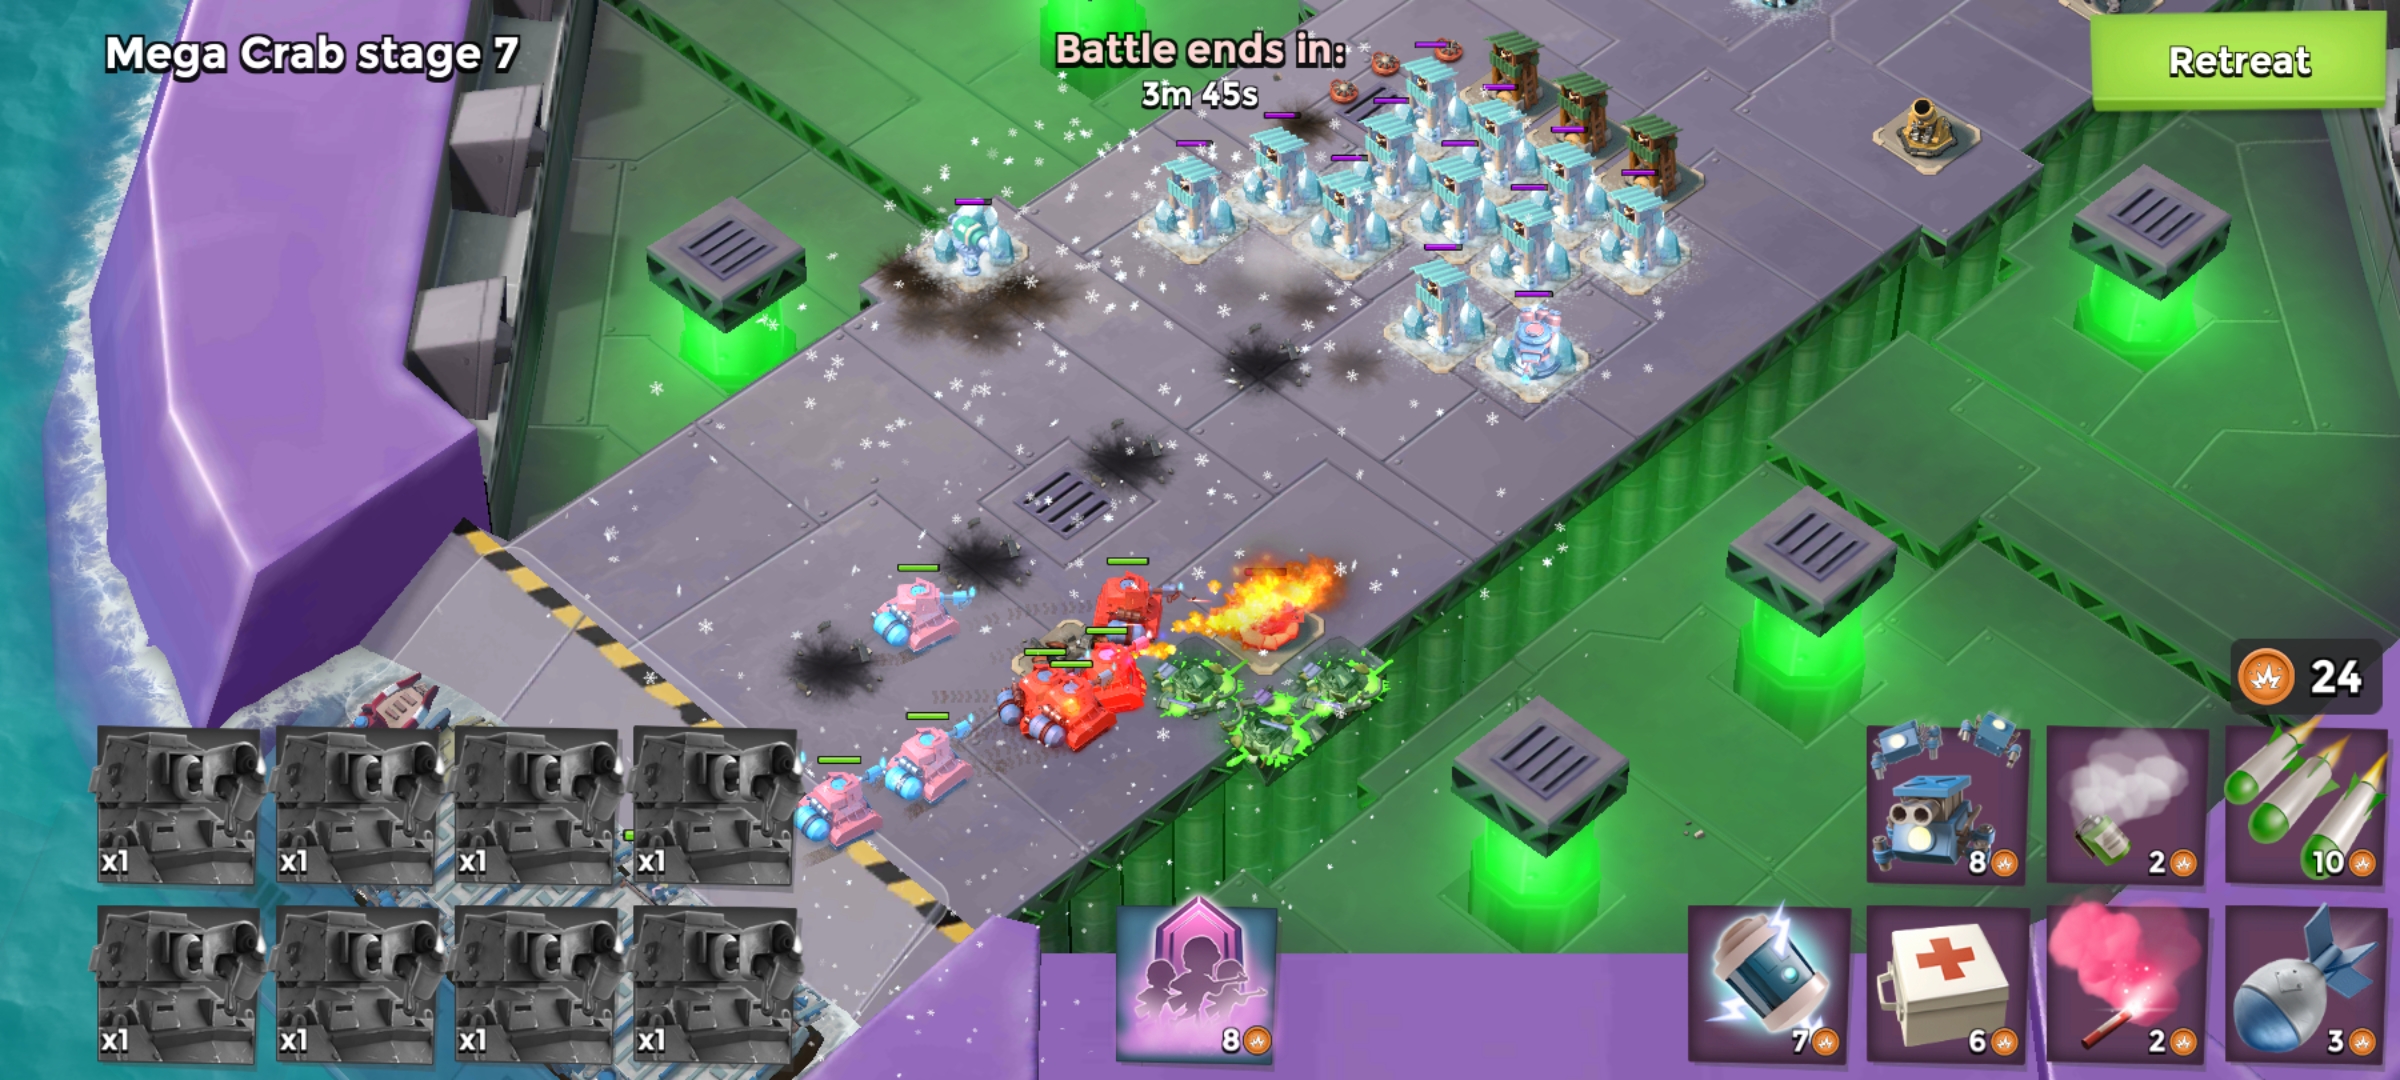 Mega Crab stage 7
Battle ends in:
3m 45s
Retreat
24
x1
x1
x1
x1
8
2
10
x1
x1
x1
x1
8
7
6
2
3